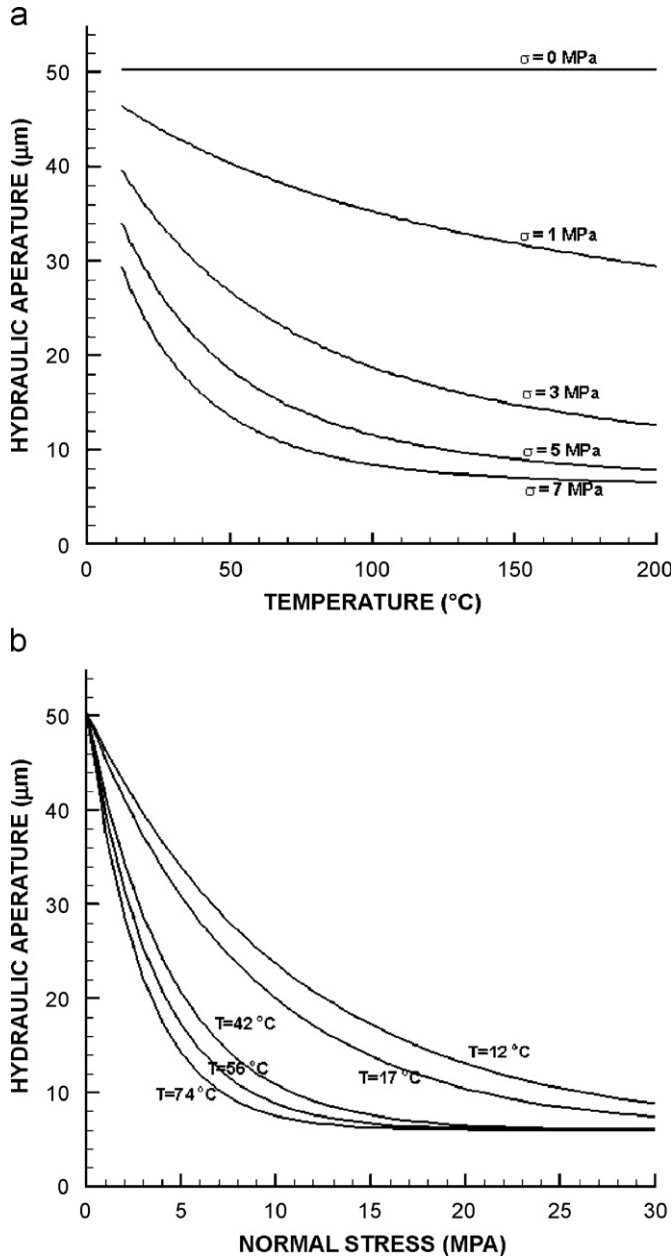 a
50
40
30
20
10
0
HYDRAULIC APERATURE (μm)
σ = 0 MPa
σ = 1 MPa
σ = 3 MPa
σ = 5 MPa
σ = 7 MPa
0 50 100 150 200
TEMPERATURE (°C)
b
50
40
30
20
10
0
HYDRAULIC APERATURE (μm)
T=42 °C
T=56 °C
T=74 °C
T=12 °C
T=17 °C
0 5 10 15 20 25 30
NORMAL STRESS (MPA)